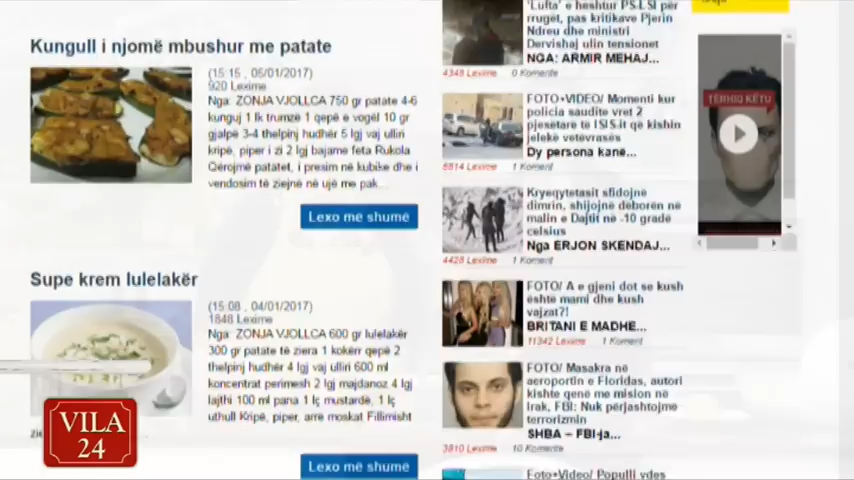 Kungull i njomë mbushur me patate
(15:15 , 05/01/2017)
920 Lexime
Nga: ZONJA VJOLLCA 750 gr patate 4-6
kunguj 1 lk trumzë 1 qepë e vogël 10 gr
gjalpë 3-4 thelpinj hudhër 5 lgj vaj ulliri
kripë, piper i zi 2 lgj bajame feta Rukola
Qërojmë patatet, i presim në kubike dhe i
vendosim të ziejnë në ujë me pak...
Lexo më shumë
Supe krem lulelakër
(15:08 , 04/01/2017)
1848 Lexime
Nga: ZONJA VJOLLCA 600 gr lulelakër
300 gr patate të ziera 1 kokërr qepë 2
thelpinj hudhër 4 lgj vaj ulliri 600 ml
koncentrat perimesh 2 lgj majdanoz 4 lgj
lajthi 100 ml pana 1 lç mustardë, 1 lç
uthull Kripë, piper, arrë moskat Fillimisht
Lexo më shumë
VILA
24
'Lufta' e heshtur PS-LSI për
rrugët, pas kritikave Pjerin
Ndreu dhe ministri
Dervishaj ulin tensionet
NGA: ARMIR MEHAJ...
4348 Lexime 0 Komente
FOTO+VIDEO/ Momenti kur
policia saudite vret 2
pjesëtarë të ISIS-it që kishin
jelekë vetëvrasës
Dy persona kanë...
6814 Lexime 1 Koment
Kryeqytetasit sfidojnë
dimrin, shijojnë dëborën në
malin e Dajtit në -10 gradë
celsius
Nga ERJON SKENDAJ...
4428 Lexime 1 Koment
FOTO/ A e gjeni dot se kush
është mami dhe kush
vajzat?!
BRITANI E MADHE...
11342 Lexime 1 Koment
FOTO/ Masakra në
aeroportin e Floridas, autori
kishte qenë me mision në
Irak, FBI: Nuk përjashtojmë
terrorizmin
SHBA – FBI-ja...
3810 Lexime 10 Komente
Foto+Video/ Populli vdes
TËRHIQ KËTU